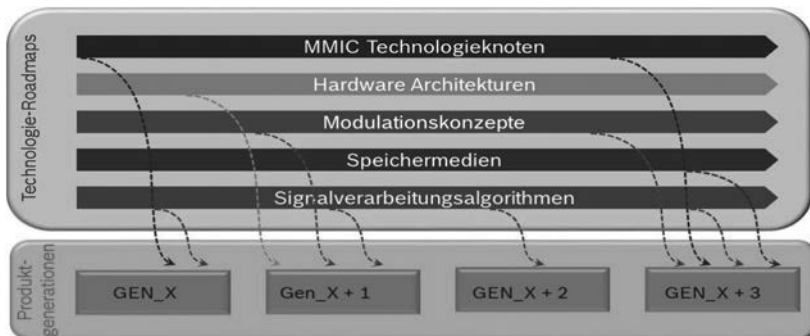 Technologie-Roadmaps
MMIC Technologieknoten
Hardware Architekturen
Modulationskonzepte
Speichermedien
Signalverarbeitungsalgorithmen
Produkt-
generationen
GEN_X
Gen_X + 1
GEN_X + 2
GEN_X + 3